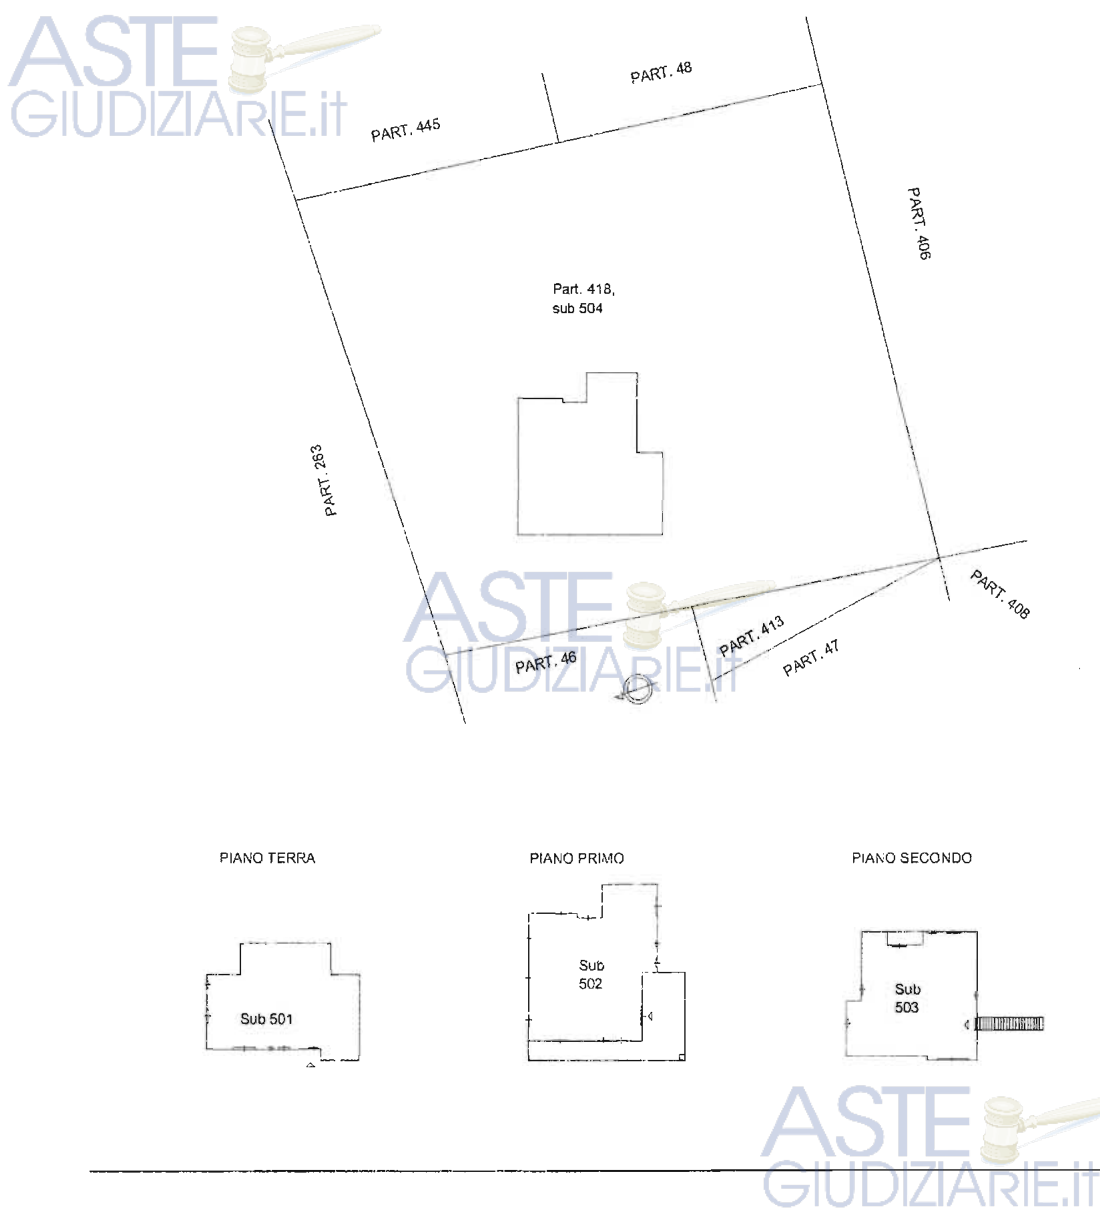 ASTE
GIUDIZIARIE.it
PART. 48
PART. 445
PART. 406
Part. 418,
sub 504
PART. 263
ASTE
GIUDIZIARIE.it
PART. 408
PART. 413
PART. 46
PART. 47
PIANO TERRA
PIANO PRIMO
PIANO SECONDO
Sub
502
Sub
503
Sub 501
ASTE
GIUDIZIARIE.it